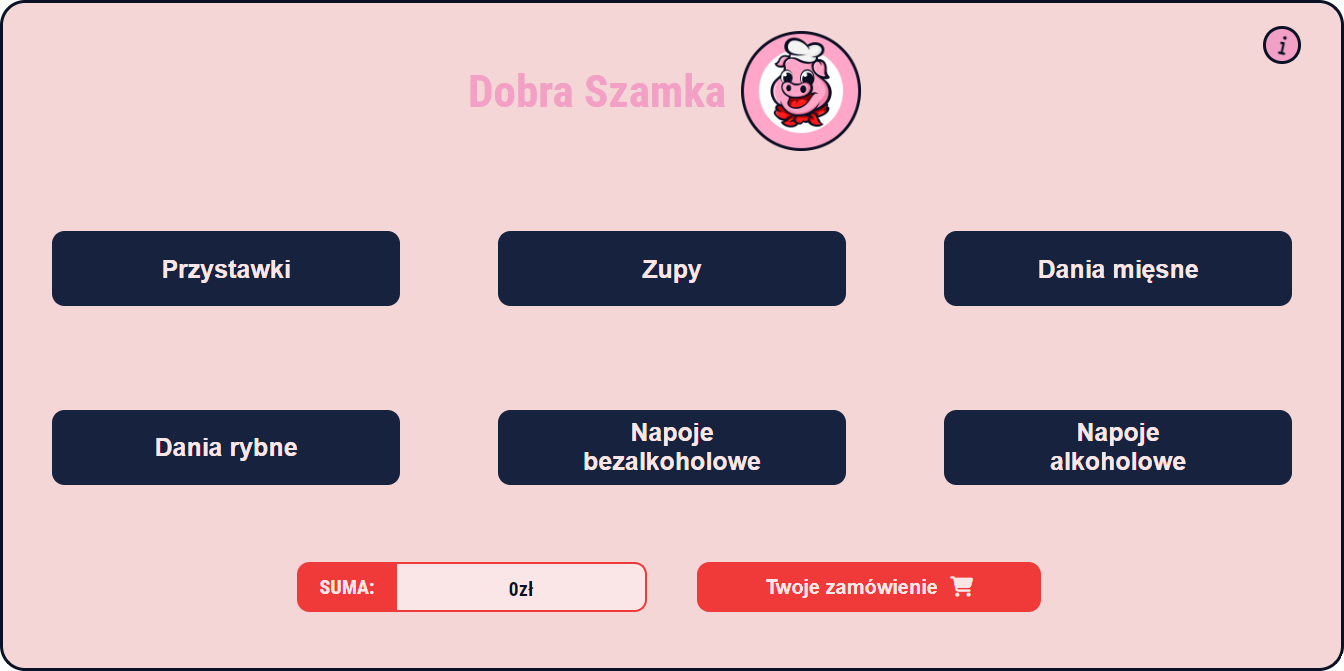 Dobra Szamka
i
Przystawki
Zupy
Dania mięsne
Dania rybne
Napoje
bezalkoholowe
Napoje
alkoholowe
SUMA:
0zł
Twoje zamówienie